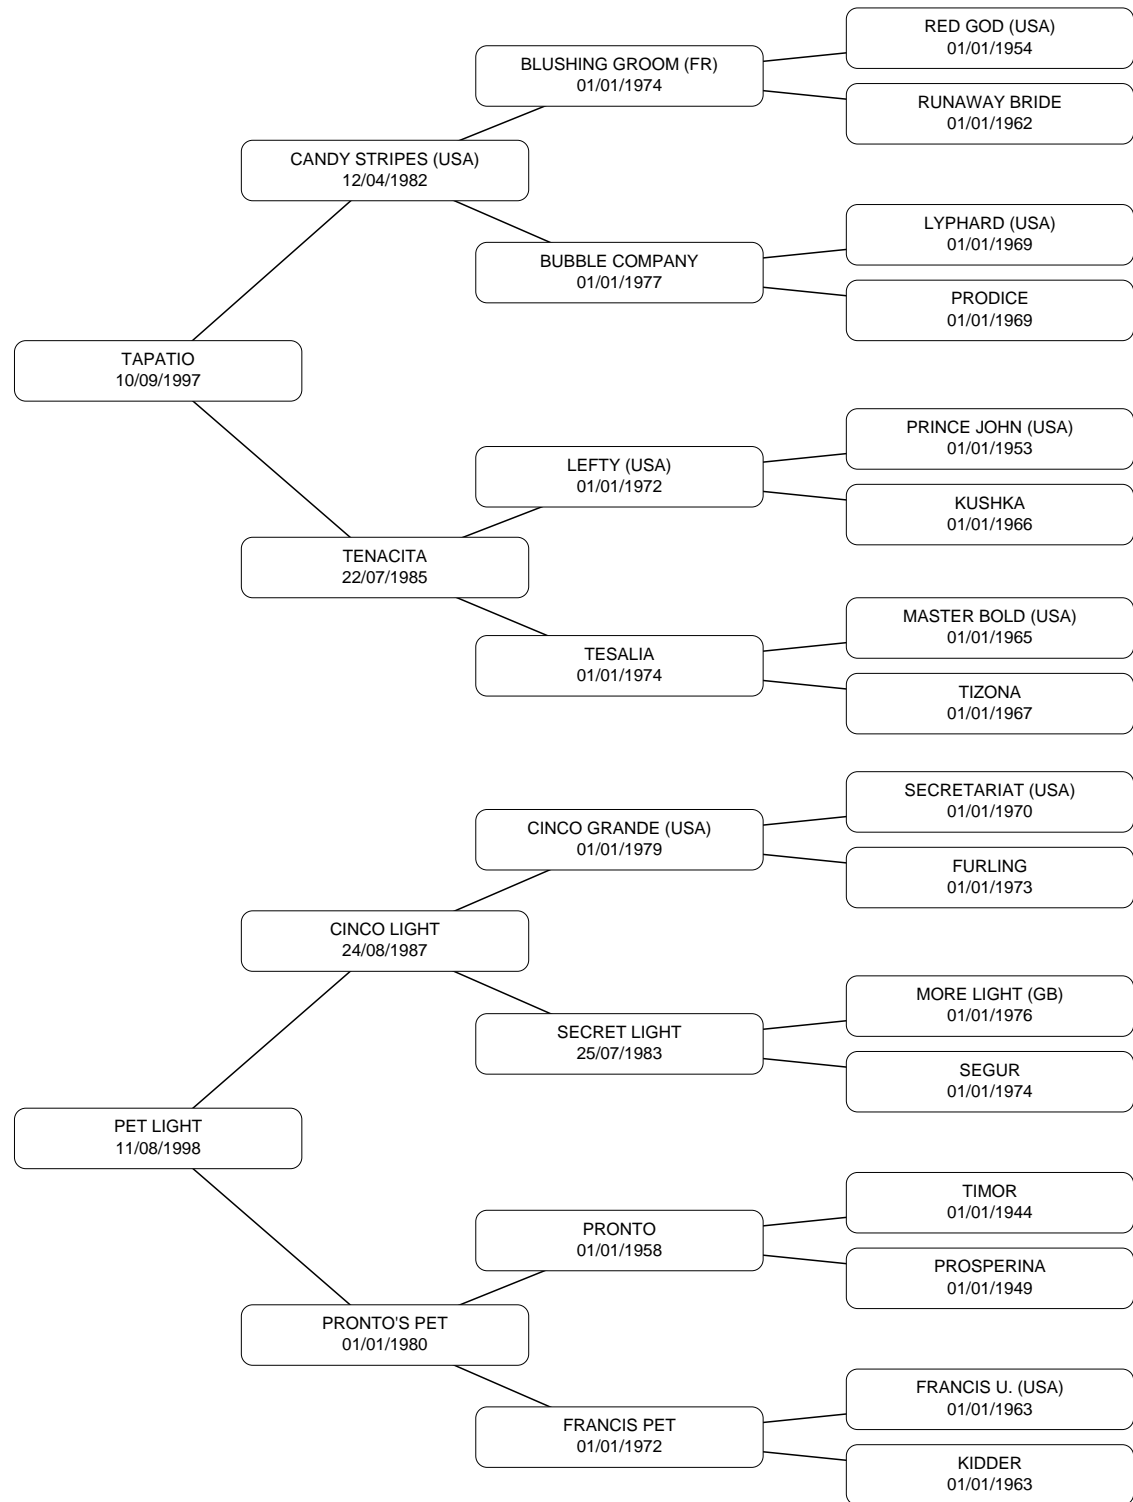 RED GOD (USA)
01/01/1954
BLUSHING GROOM (FR)
01/01/1974
RUNAWAY BRIDE
01/01/1962
CANDY STRIPES (USA)
12/04/1982
LYPHARD (USA)
01/01/1969
BUBBLE COMPANY
01/01/1977
PRODICE
01/01/1969
TAPATIO
10/09/1997
PRINCE JOHN (USA)
01/01/1953
LEFTY (USA)
01/01/1972
KUSHKA
01/01/1966
TENACITA
22/07/1985
MASTER BOLD (USA)
01/01/1965
TESALIA
01/01/1974
TIZONA
01/01/1967
SECRETARIAT (USA)
01/01/1970
CINCO GRANDE (USA)
01/01/1979
FURLING
01/01/1973
CINCO LIGHT
24/08/1987
MORE LIGHT (GB)
01/01/1976
SECRET LIGHT
25/07/1983
SEGUR
01/01/1974
PET LIGHT
11/08/1998
TIMOR
01/01/1944
PRONTO
01/01/1958
PROSPERINA
01/01/1949
PRONTO'S PET
01/01/1980
FRANCIS U. (USA)
01/01/1963
FRANCIS PET
01/01/1972
KIDDER
01/01/1963